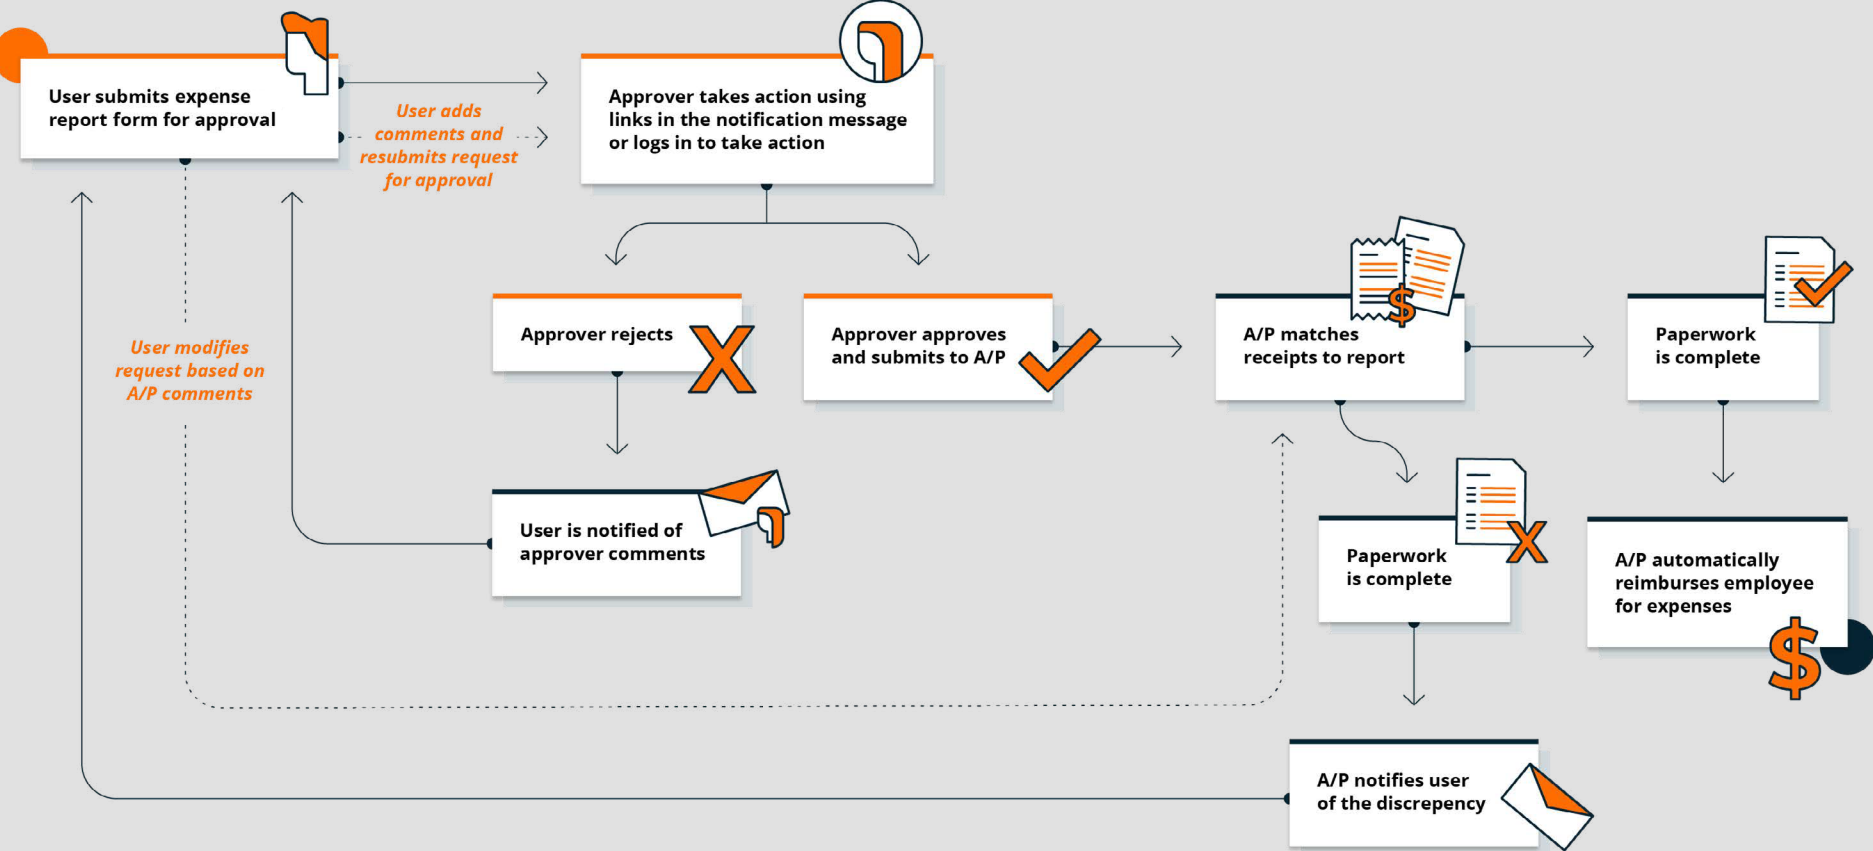 User submits expense
report form for approval
User adds
comments and
resubmits request
for approval
Approver takes action using
links in the notification message
or logs in to take action
User modifies
request based on
A/P comments
Approver rejects
Approver approves
and submits to A/P
A/P matches
receipts to report
Paperwork
is complete
User is notified of
approver comments
Paperwork
is complete
A/P automatically
reimburses employee
for expenses
A/P notifies user
of the discrepency